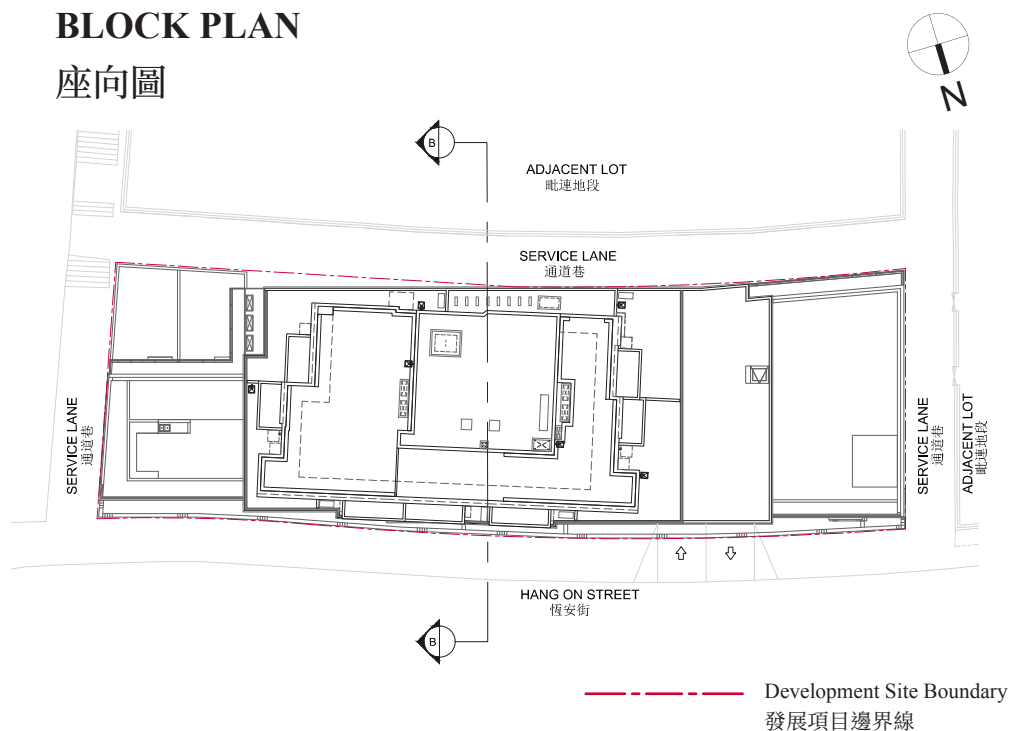 BLOCK PLAN
座向圖
N
B
ADJACENT LOT
毗連地段
SERVICE LANE
通道巷
SERVICE LANE
通道巷
SERVICE LANE
通道巷
ADJACENT LOT
毗連地段
HANG ON STREET
恆安街
B
Development Site Boundary
發展項目邊界線